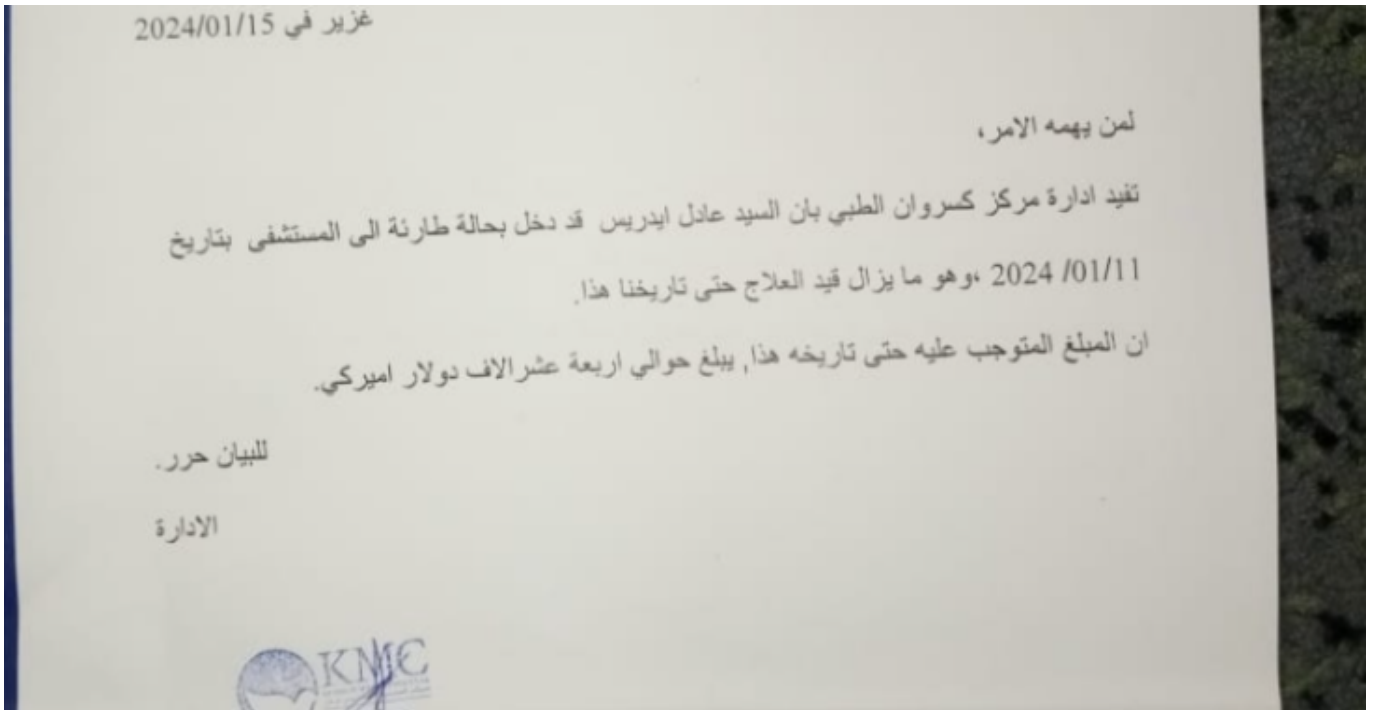 غزير في 2024/01/15
لمن يهمه الامر،
تفيد ادارة مركز كسروان الطبي بان السيد عادل ايدريس قد دخل بحالة طارئة الى المستشفى بتاريخ
2024 /01/11 ،وهو ما يزال قيد العلاج حتى تاريخنا هذا.
ان المبلغ المتوجب عليه حتى تاريخه هذا, يبلغ حوالي اربعة عشرالاف دولار اميركي.
للبيان حرر.
الادارة
KMC